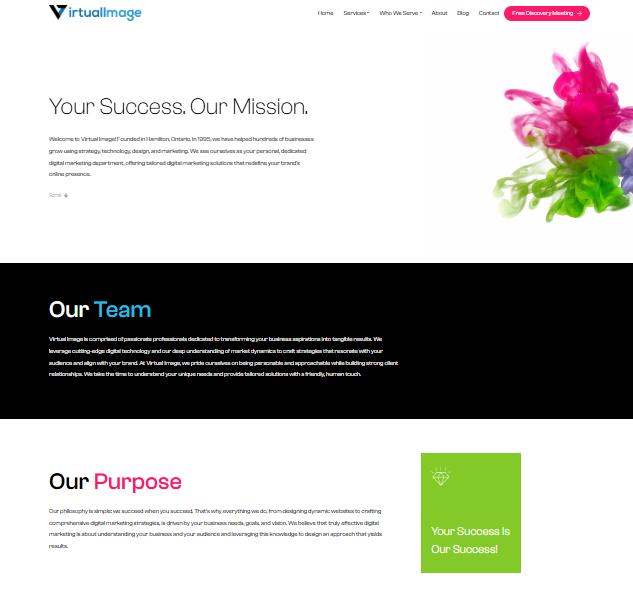 VirtualImage
Home Services Who We Serve About Blog Contact Free Discovery Meeting →
Your Success. Our Mission.
Welcome to Virtual Image! Founded in Hamilton, Ontario, in 1995, we have helped hundreds of businesses
grow using strategy, technology, design, and marketing. We see ourselves as your personal, dedicated
digital marketing department, offering tailored digital marketing solutions that redefine your brand's
online presence.
Scroll
Our Team
Virtual Image is comprised of passionate professionals dedicated to transforming your business aspirations into tangible results. We
leverage cutting-edge digital technology and our deep understanding of market dynamics to craft strategies that resonate with your
audience and align with your brand. At Virtual Image, we pride ourselves on being personable and approachable while building strong client
relationships. We take the time to understand your unique needs and provide tailored solutions with a friendly, human touch.
Our Purpose
Our philosophy is simple: we succeed when you succeed. That's why everything we do, from designing dynamic websites to crafting
comprehensive digital marketing strategies, is driven by your business needs, goals, and vision. We believe that truly effective digital
marketing is about understanding your business and your audience and leveraging this knowledge to design an approach that yields
results.
Your Success Is
Our Success!